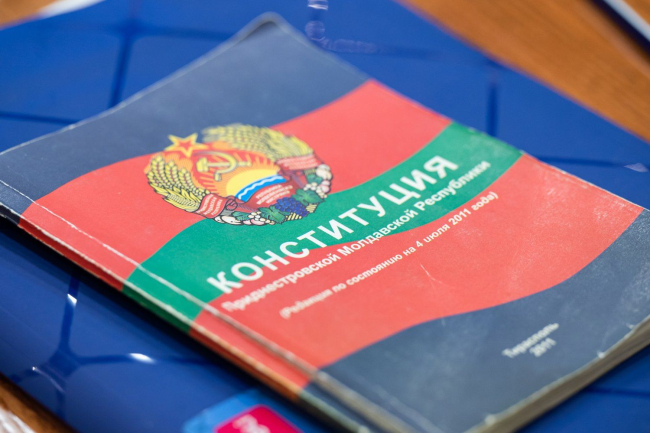 КОНСТИТУЦИЯ
Приднестровской Молдавской Республики
(Редакция по состоянию на 4 июля 2011 года)
Тирасполь
2011